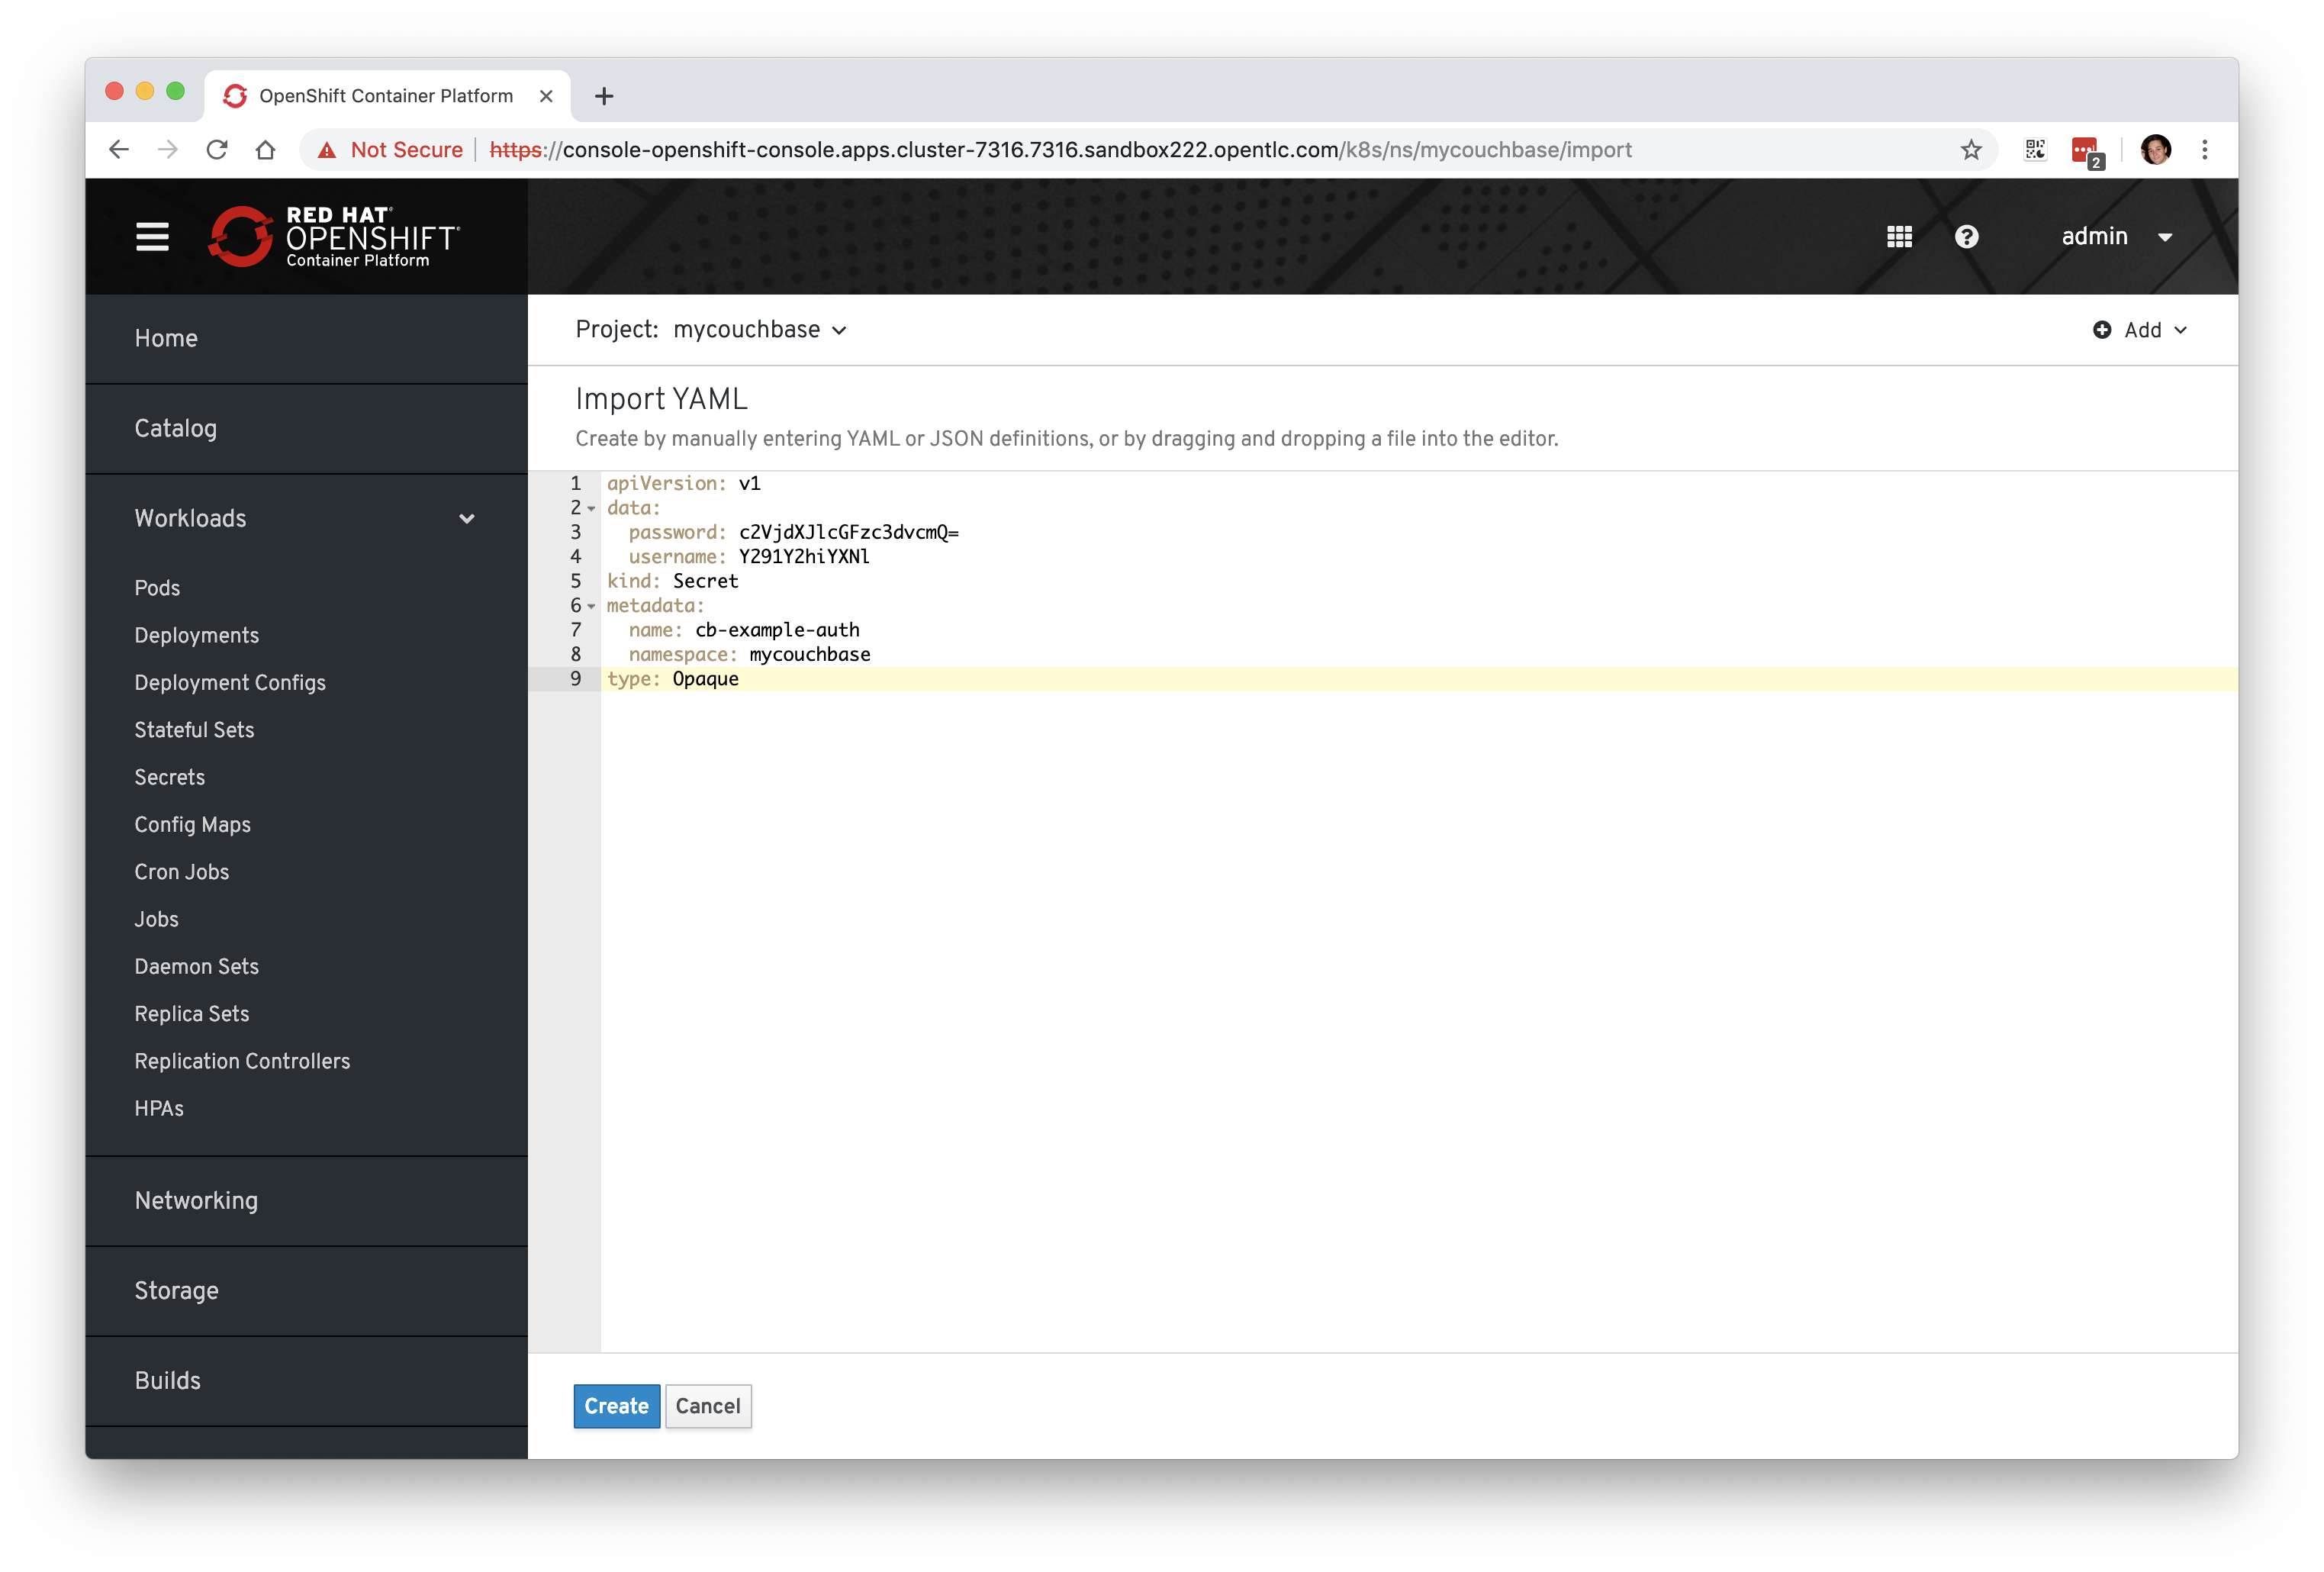 OpenShift Container Platform
Not Secure https://console-openshift-console.apps.cluster-7316.7316.sandbox222.opentlc.com/k8s/ns/mycouchbase/import
2
RED HAT®
OPENSHIFT®
Container Platform
admin
Home
Catalog
Workloads
Pods
Deployments
Deployment Configs
Stateful Sets
Secrets
Config Maps
Cron Jobs
Jobs
Daemon Sets
Replica Sets
Replication Controllers
HPAs
Networking
Storage
Builds
Project: mycouchbase
Add
Import YAML
Create by manually entering YAML or JSON definitions, or by dragging and dropping a file into the editor.
1 apiVersion: v1
2 data:
3 password: c2VjdXJlcGFzc3dvcmQ=
4 username: Y291Y2hiYXNl
5 kind: Secret
6 metadata:
7 name: cb-example-auth
8 namespace: mycouchbase
9 type: Opaque
Create Cancel